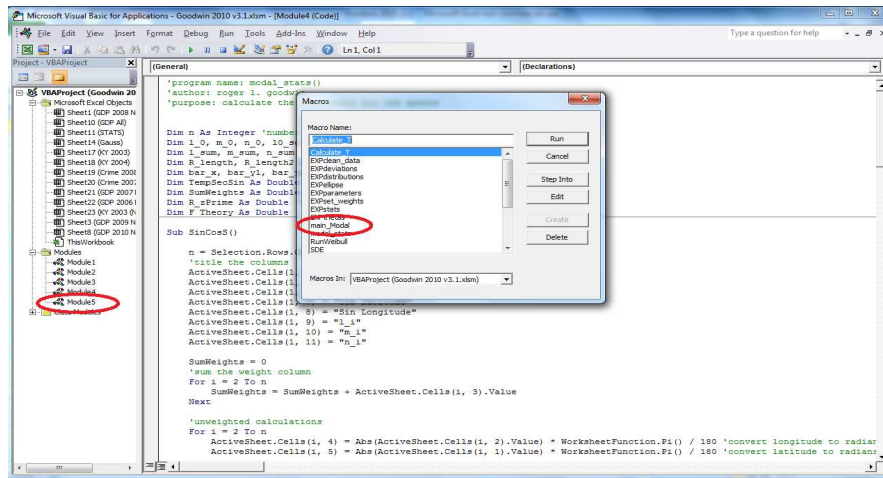 Microsoft Visual Basic for Applications - Goodwin 2010 v3.1.xlsm - [Module4 (Code)]
File Edit View Insert Format Debug Run Tools Add-Ins Window Help
Type a question for help
Ln 1, Col 1
Project - VBAProject
VBAProject (Goodwin 20
Microsoft Excel Objects
Sheet1 (GDP 2008 N
Sheet10 (GDP All)
Sheet11 (STATS)
Sheet14 (Gauss)
Sheet17 (KY 2003)
Sheet18 (KY 2004)
Sheet19 (Crime 2008
Sheet20 (Crime 2007
Sheet21 (GDP 2007 I
Sheet22 (GDP 2006 I
Sheet23 (KY 2003 (N
Sheet3 (GDP 2009 N
Sheet8 (GDP 2010 N
ThisWorkbook
Modules
Module1
Module2
Module3
Module4
Module5
Class Modules
(General)
(Declarations)
'program name: modal_stats()
'author: roger l. goodwi
'purpose: calculate the
Dim n As Integer 'numbe
Dim l_0, m_0, n_0, l0_s
Dim l_sum, m_sum, n_sum
Dim R_length, R_length2
Dim bar_x, bar_y1, bar_
Dim TempSecSin As Double
Dim SumWeights As Double
Dim R_zPrime As Double
Dim F Theory As Double
Sub SinCosS()
n = Selection.Rows.
'title the columns
ActiveSheet.Cells(1,
ActiveSheet.Cells(1,
ActiveSheet.Cells(1,
ActiveSheet.Cells(1,
ActiveSheet.Cells(1, 8) = "Sin Longitude"
ActiveSheet.Cells(1, 9) = "l_i"
ActiveSheet.Cells(1, 10) = "m_i"
ActiveSheet.Cells(1, 11) = "n_i"
SumWeights = 0
'sum the weight column
For i = 2 To n
SumWeights = SumWeights + ActiveSheet.Cells(i, 3).Value
Next
'unweighted calculations
For i = 2 To n
ActiveSheet.Cells(i, 4) = Abs(ActiveSheet.Cells(i, 2).Value) * WorksheetFunction.Pi() / 180 'convert longitude to radian
ActiveSheet.Cells(i, 5) = Abs(ActiveSheet.Cells(i, 1).Value) * WorksheetFunction.Pi() / 180 'convert latitude to radians
Macros
Macro Name:
Calculate_T
Calculate_T
EXPclean_data
EXPdeviations
EXPdistributions
EXPellipse
EXPparameters
EXPset_weights
EXPstats
main_Modal
modal_stats
RunWeibull
SDE
Run
Cancel
Step Into
Edit
Create
Delete
Macros In: VBAProject (Goodwin 2010 v3.1.xlsm)